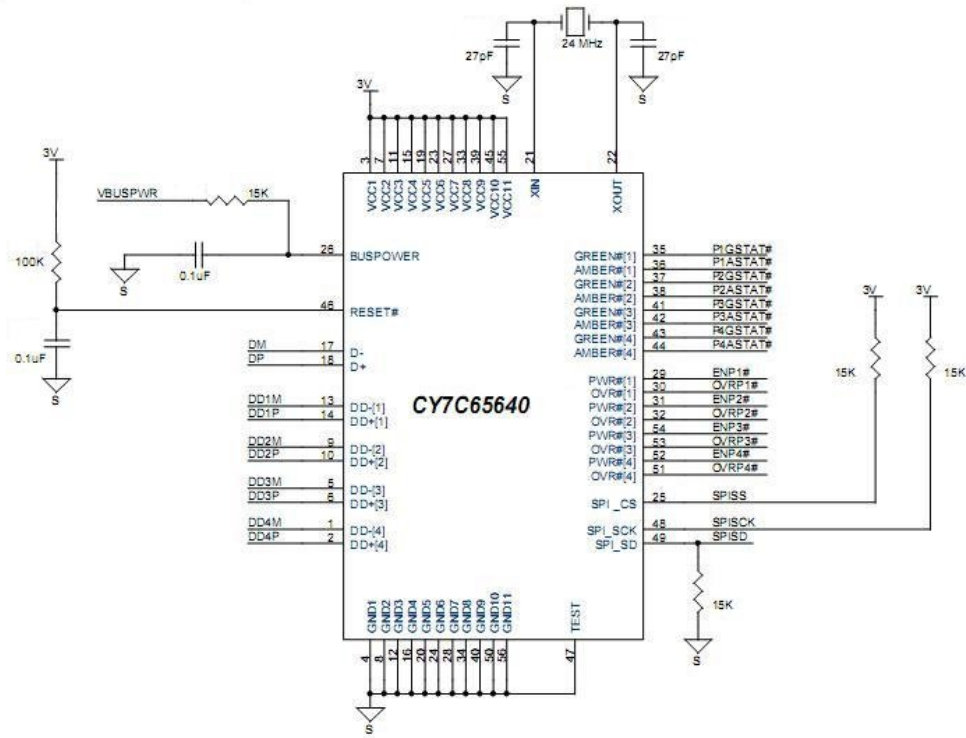 24 MHz
27pF
27pF
S
S
3V
3
7
11
15
19
23
27
33
39
45
55
21
22
VCC1
VCC2
VCC3
VCC4
VCC5
VCC6
VCC7
VCC8
VCC9
VCC10
VCC11
XIN
XOUT
3V
VBUSPWR
15K
100K
26
BUSPOWER
0.1uF
S
46
RESET#
0.1uF
S
DM
17
D-
DP
18
D+
DD1M
13
DD-[1]
DD1P
14
DD+[1]
DD2M
9
DD-[2]
DD2P
10
DD+[2]
DD3M
5
DD-[3]
DD3P
6
DD+[3]
DD4M
1
DD-[4]
DD4P
2
DD+[4]
CY7C65640
GREEN#[1]
35
P1GSTAT#
AMBER#[1]
36
P1ASTAT#
GREEN#[2]
37
P2GSTAT#
AMBER#[2]
38
P2ASTAT#
GREEN#[3]
41
P3GSTAT#
AMBER#[3]
42
P3ASTAT#
GREEN#[4]
43
P4GSTAT#
AMBER#[4]
44
P4ASTAT#
PWR#[1]
29
ENP1#
OVR#[1]
30
OVRP1#
PWR#[2]
31
ENP2#
OVR#[2]
32
OVRP2#
PWR#[3]
54
ENP3#
OVR#[3]
53
OVRP3#
PWR#[4]
52
ENP4#
OVR#[4]
51
OVRP4#
SPI_CS
25
SPISS
SPI_SCK
48
SPISCK
SPI_SD
49
SPISD
3V
3V
15K
15K
15K
S
GND1
GND2
GND3
GND4
GND5
GND6
GND7
GND8
GND9
GND10
GND11
TEST
4
8
12
16
20
24
28
34
40
50
56
47
S